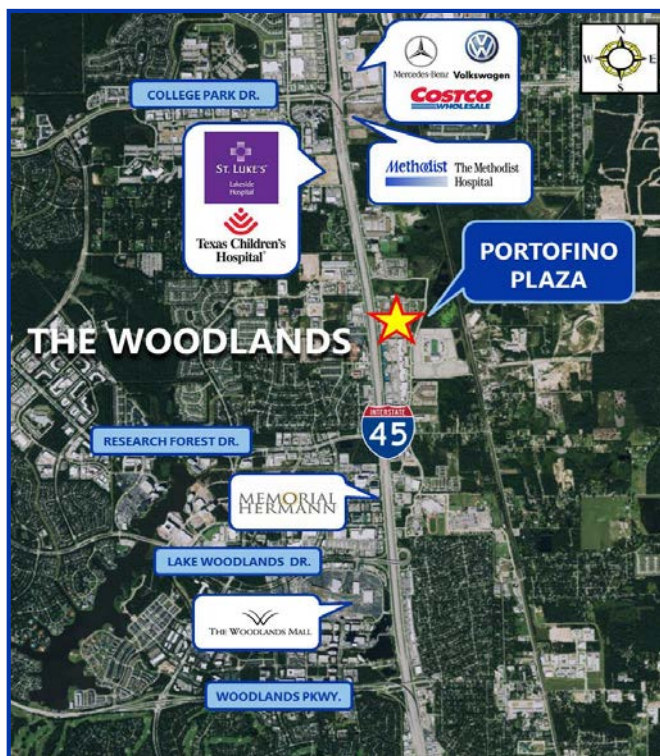 N
W E
S
Mercedes-Benz Volkswagen
COSTCO
WHOLESALE
COLLEGE PARK DR.
ST. LUKE'S®
Lakeside
Hospital
Texas Children's
Hospital®
Methodist The Methodist
Hospital
PORTOFINO
PLAZA
THE WOODLANDS
INTERSTATE
45
RESEARCH FOREST DR.
MEMORIAL
HERMANN
LAKE WOODLANDS DR.
THE WOODLANDS MALL
WOODLANDS PKWY.